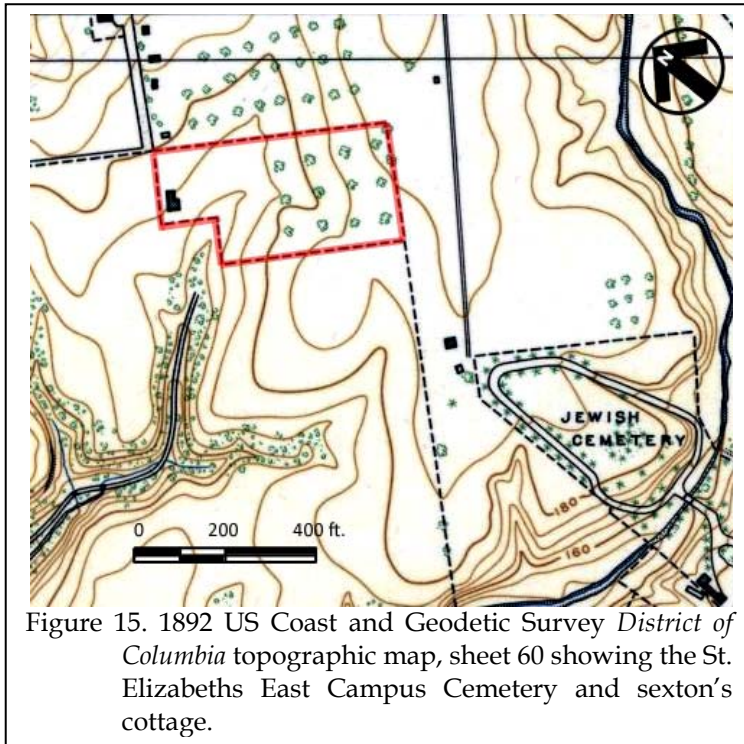 N
JEWISH
CEMETERY
180
160
0 200 400 ft.
Figure 15. 1892 US Coast and Geodetic Survey District of
Columbia topographic map, sheet 60 showing the St.
Elizabeths East Campus Cemetery and sexton's
cottage.